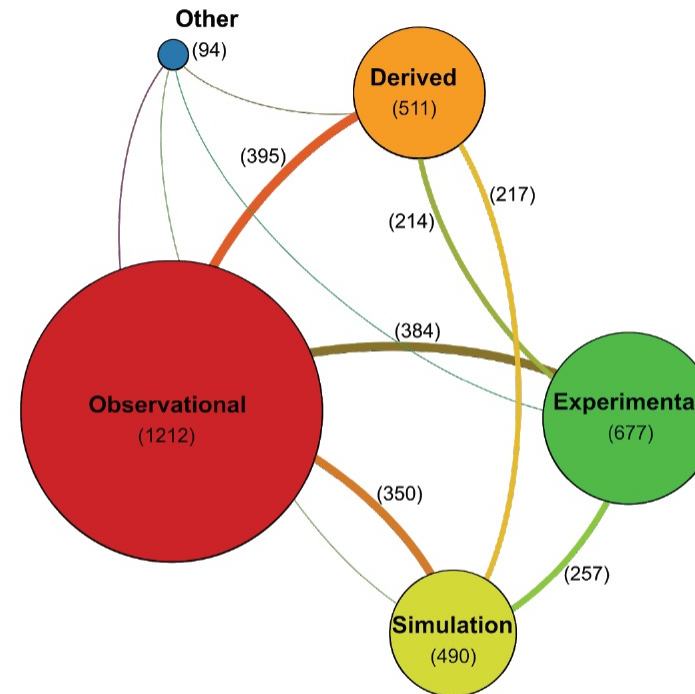 Other
(94)
Derived
(511)
(395)
(217)
(214)
(384)
Observational
(1212)
Experimenta
(677)
(350)
(257)
Simulation
(490)